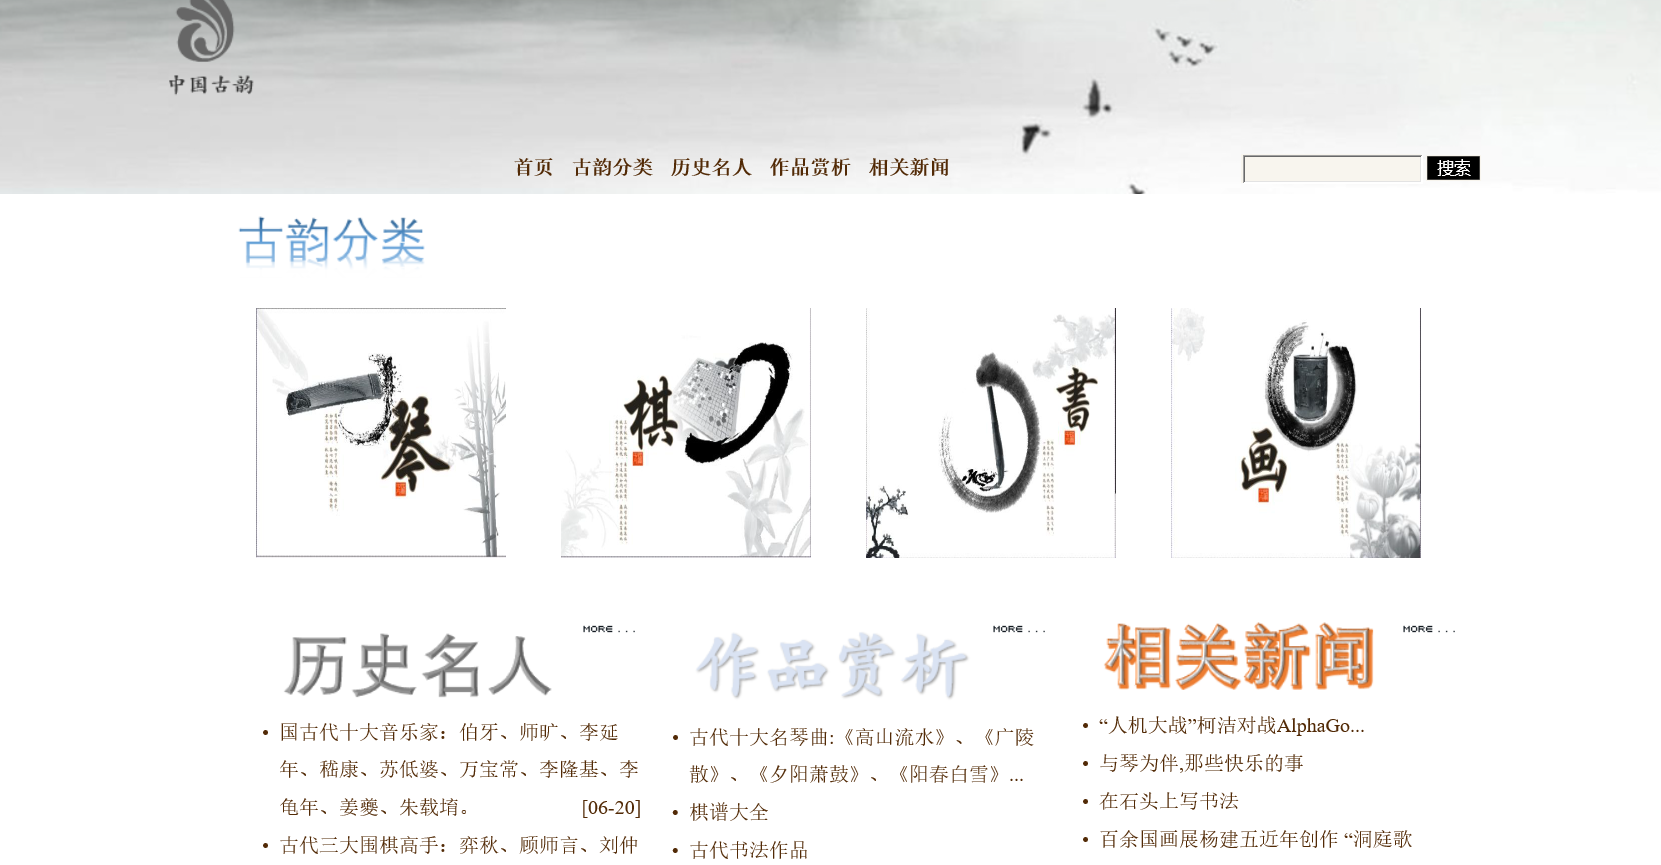 中国古韵
首页 古韵分类 历史名人 作品赏析 相关新闻
搜索
古韵分类
琴
棋
書
画
历史名人
MORE ...
国古代十大音乐家：伯牙、师旷、李延
年、嵇康、苏低婆、万宝常、李隆基、李
龟年、姜夔、朱载堉。 [06-20]
古代三大围棋高手：弈秋、顾师言、刘仲
作品赏析
MORE ...
古代十大名琴曲:《高山流水》、《广陵
散》、《夕阳萧鼓》、《阳春白雪》...
棋谱大全
古代书法作品
相关新闻
MORE ...
“人机大战”柯洁对战AlphaGo...
与琴为伴,那些快乐的事
在石头上写书法
百余国画展杨建五近年创作 “洞庭歌